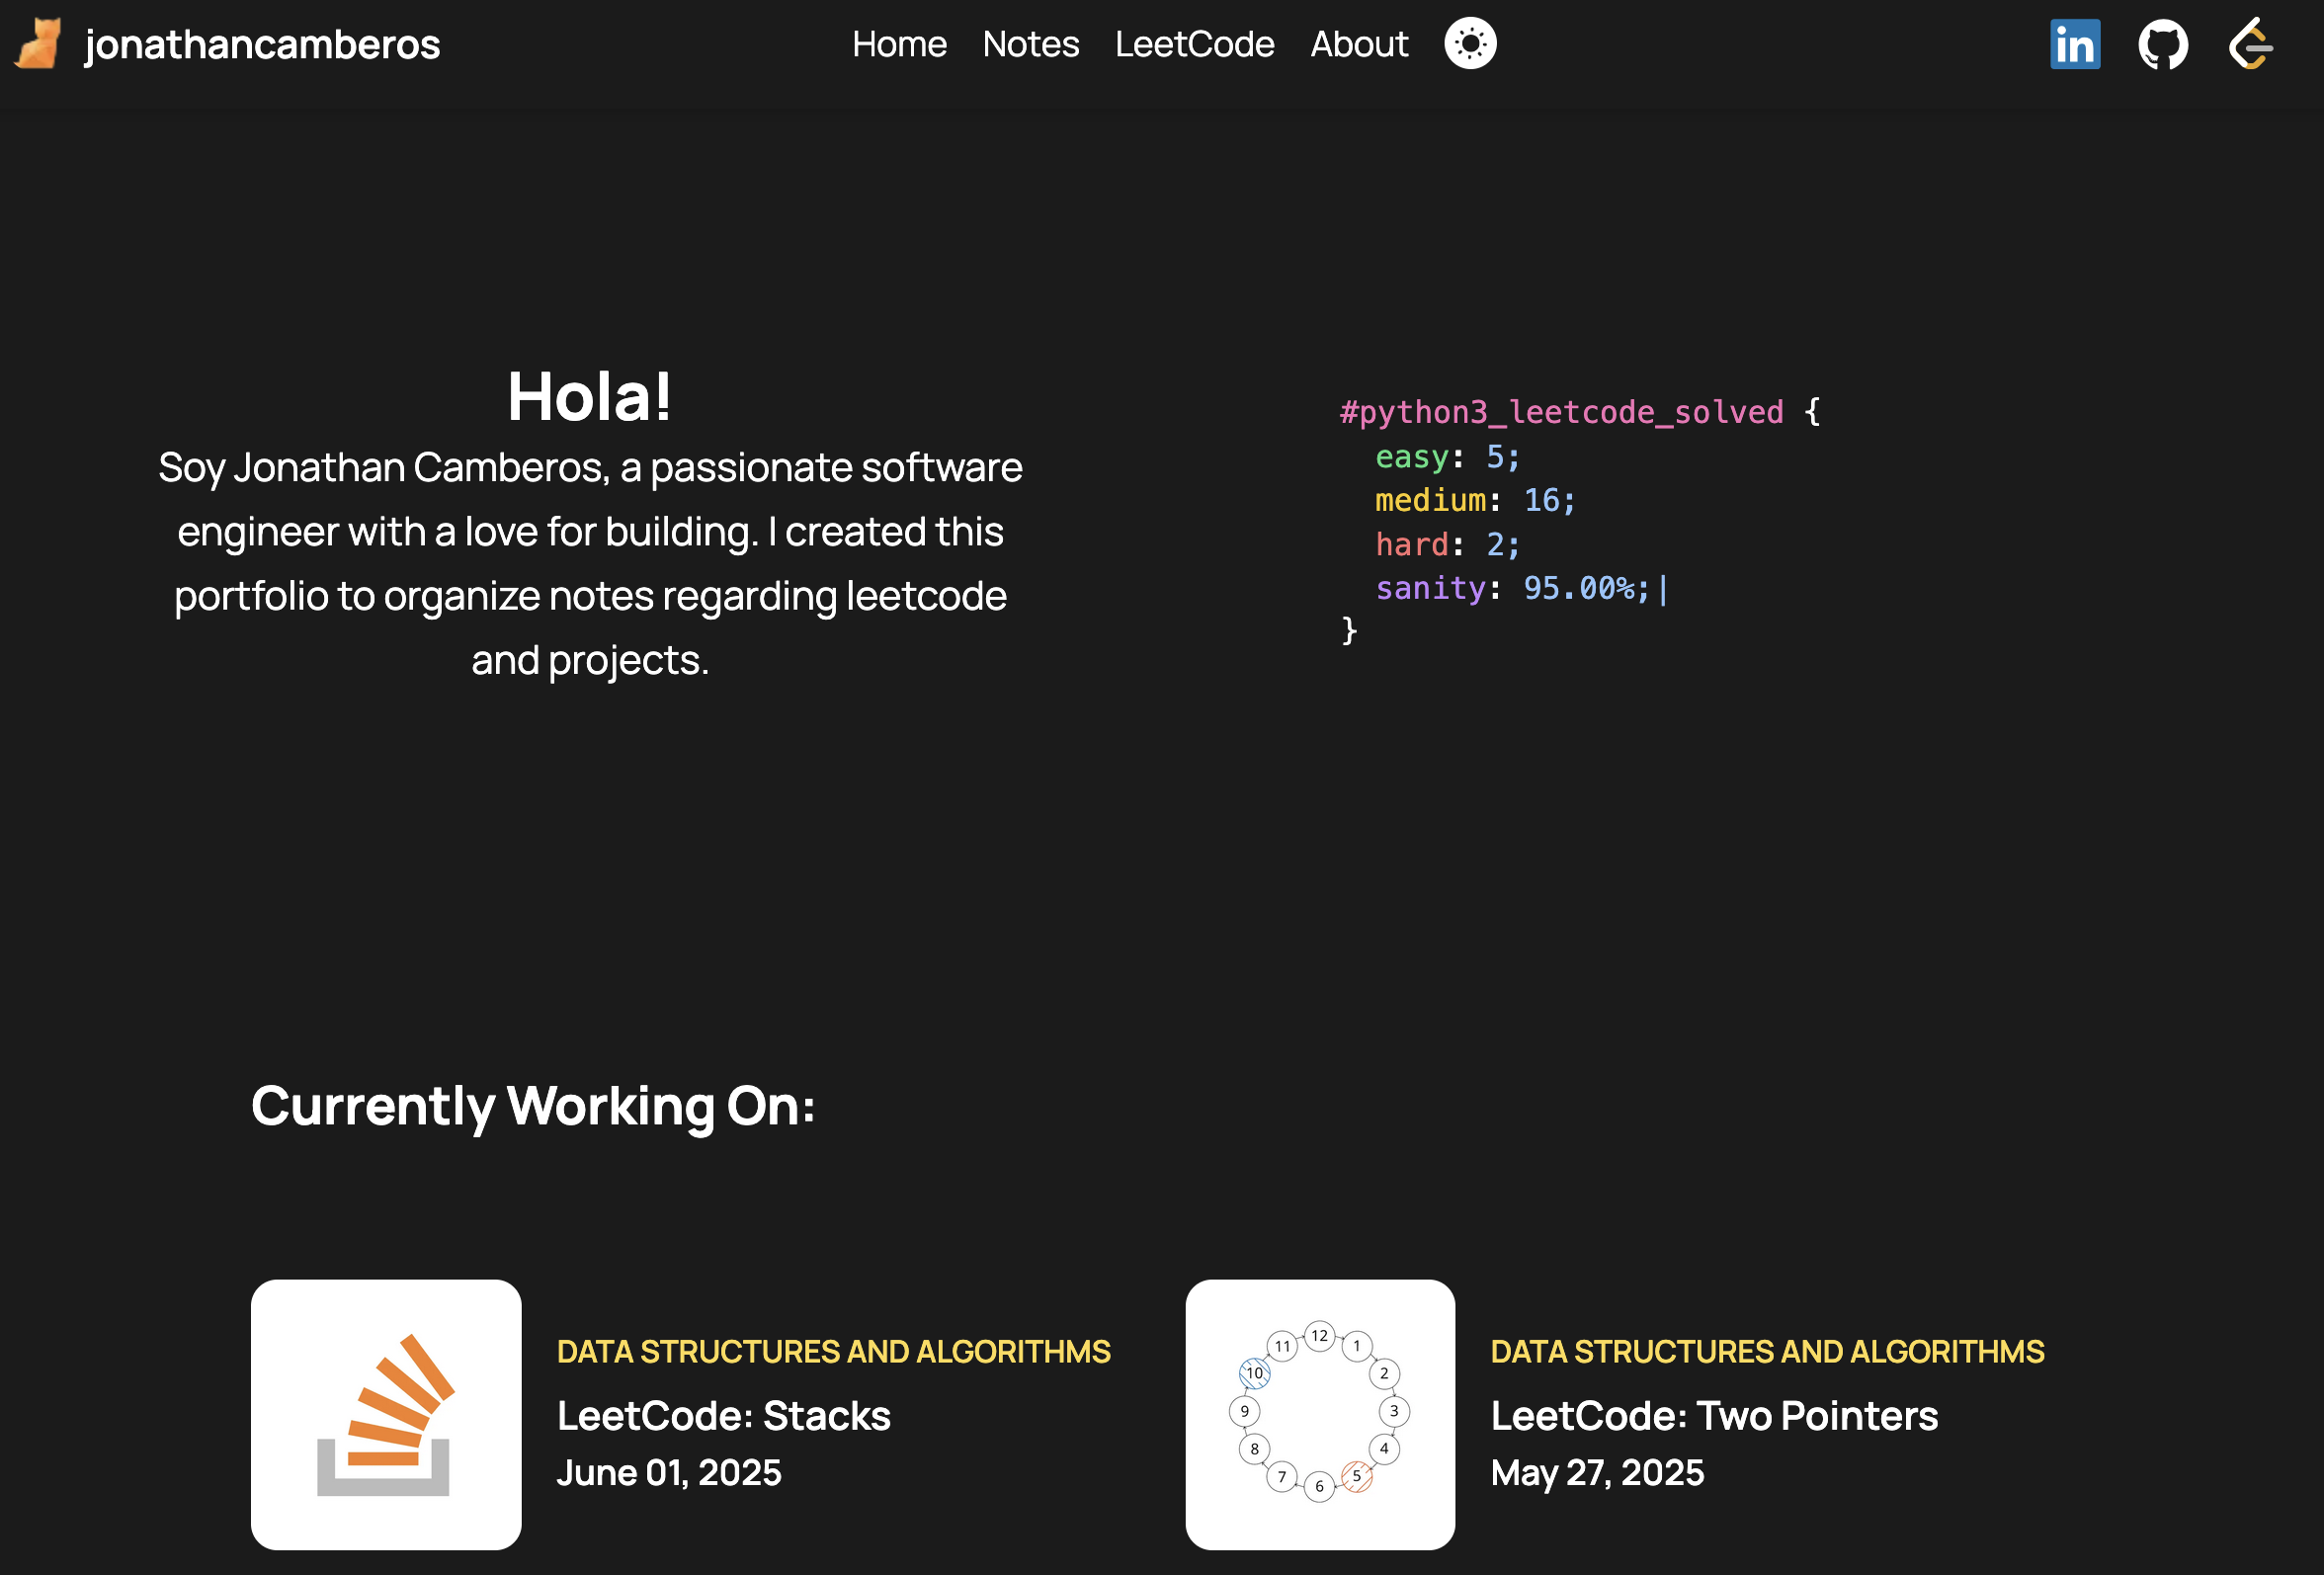 jonathancamberos
Home Notes LeetCode About
in
Hola!
Soy Jonathan Camberos, a passionate software
engineer with a love for building. I created this
portfolio to organize notes regarding leetcode
and projects.
#python3_leetcode_solved {
easy: 5;
medium: 16;
hard: 2;
sanity: 95.00%;|
}
Currently Working On:
DATA STRUCTURES AND ALGORITHMS
LeetCode: Stacks
June 01, 2025
12
11
1
10
2
9
3
8
4
7
5
6
DATA STRUCTURES AND ALGORITHMS
LeetCode: Two Pointers
May 27, 2025